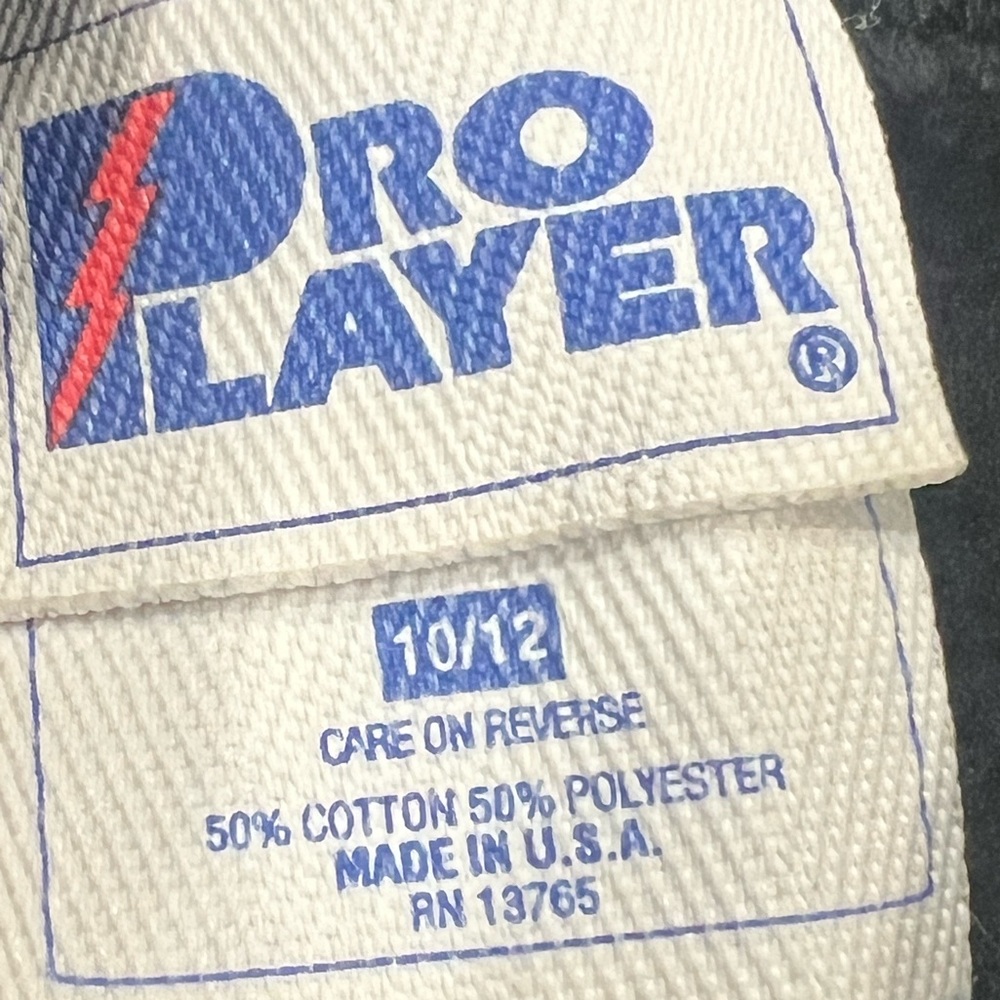 PRO
PLAYER
®
10/12
CARE ON REVERSE
50% COTTON 50% POLYESTER
MADE IN U.S.A.
RN 13765